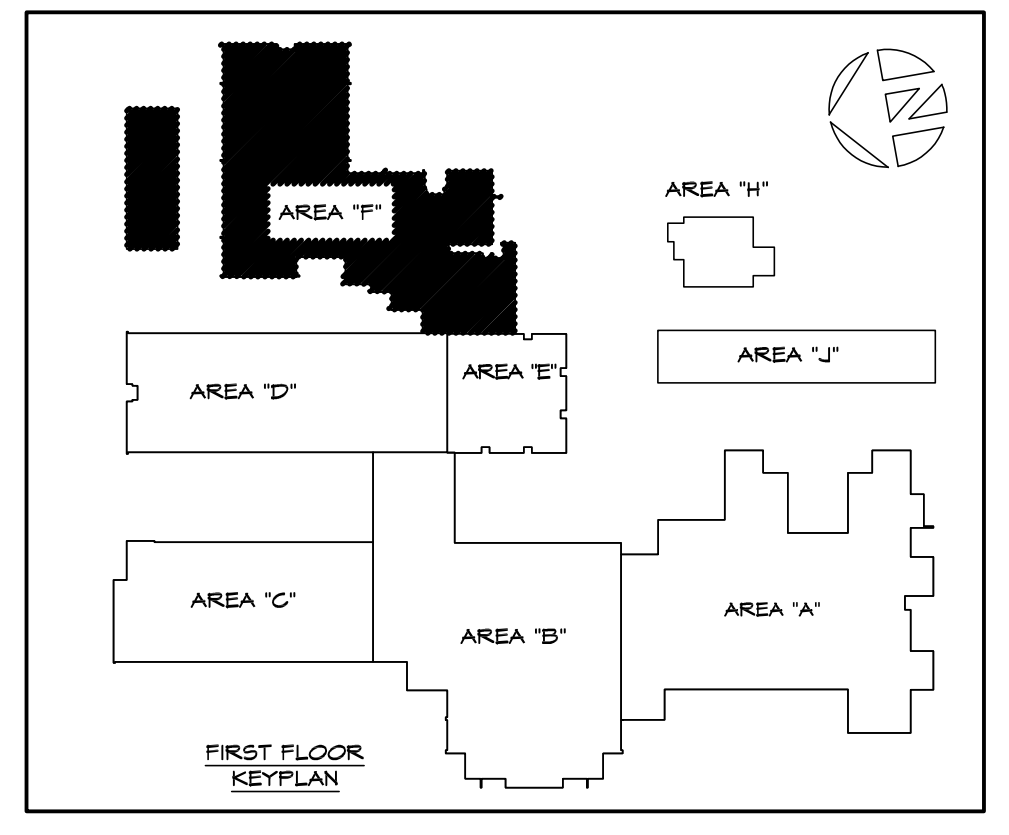 N
AREA "H"
AREA "F"
AREA "J"
AREA "E"
AREA "D"
AREA "C"
AREA "A"
AREA "B"
FIRST FLOOR
KEYPLAN